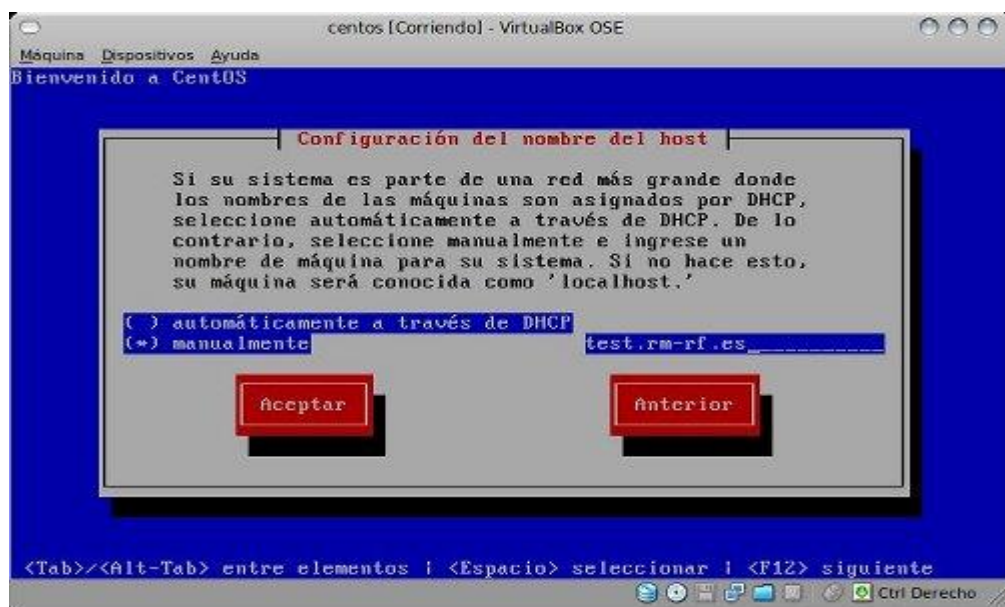 centos [Corriendo] - VirtualBox OSE
Máquina Dispositivos Ayuda
Bienvenido a CentOS
Configuración del nombre del host
Si su sistema es parte de una red más grande donde
los nombres de las máquinas son asignados por DHCP,
seleccione automáticamente a través de DHCP. De lo
contrario, seleccione manualmente e ingrese un
nombre de máquina para su sistema. Si no hace esto,
su máquina será conocida como 'localhost.'
( ) automáticamente a través de DHCP
(*) manualmente test.rm-rf.es___________
Aceptar Anterior
<Tab>/<Alt-Tab> entre elementos | <Espacio> seleccionar | <F12> siguiente
Ctrl Derecho